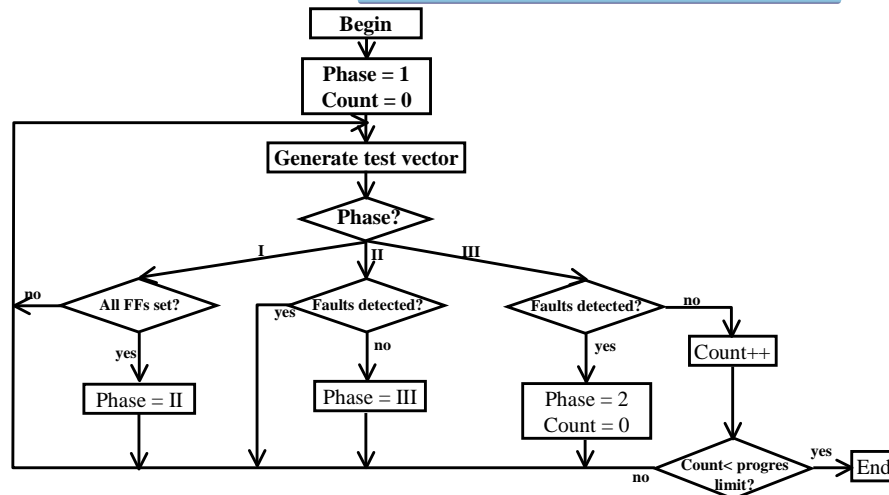 Begin
Phase = 1
Count = 0
Generate test vector
Phase?
I
II
III
no
All FFs set?
yes
Faults detected?
Faults detected?
no
yes
no
yes
Count++
Phase = II
Phase = III
Phase = 2
Count = 0
no
Count< progres
limit?
yes
End